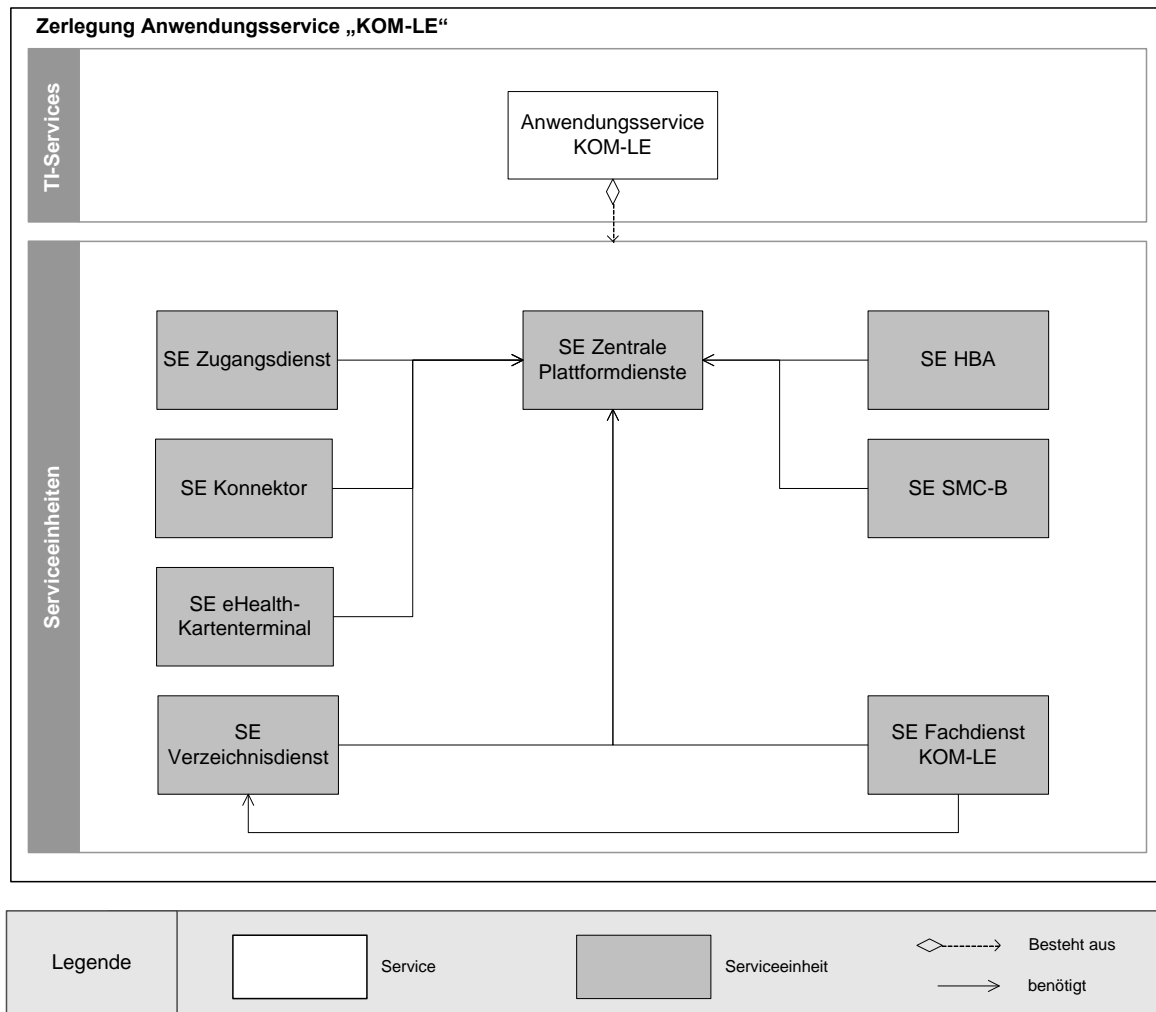 Zerlegung Anwendungsservice „KOM-LE“
TI-Services
Anwendungsservice
KOM-LE
Serviceeinheiten
SE Zugangsdienst
SE Zentrale
Plattformdienste
SE HBA
SE Konnektor
SE SMC-B
SE eHealth-
Kartenterminal
SE
Verzeichnisdienst
SE Fachdienst
KOM-LE
Legende
Service
Serviceeinheit
Besteht aus
benötigt